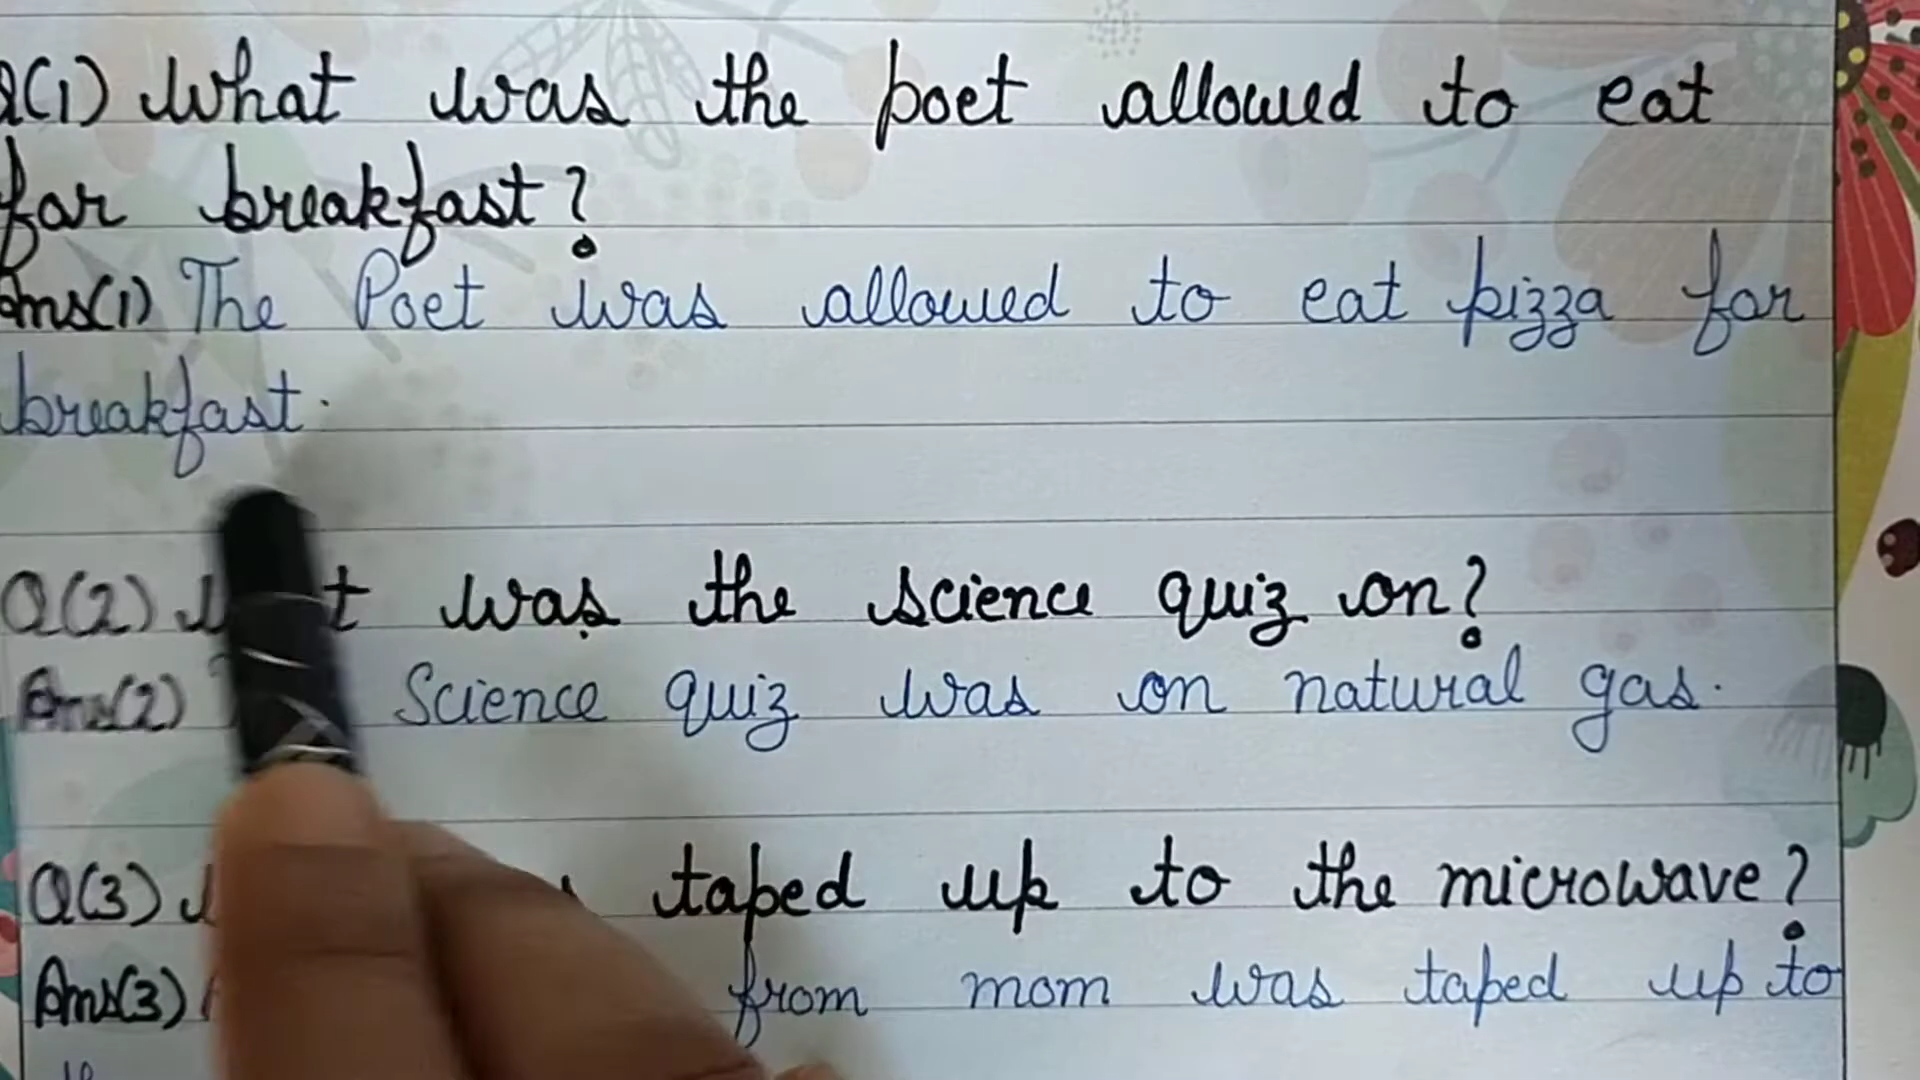 Q(1) What was the poet allowed to eat
for breakfast?
Ans(1) The Poet was allowed to eat pizza for
breakfast.
Q(2) was the science quiz on?
Ans(2) Science quiz was on natural gas.
Q(3) taped up to the microwave?
Ans(3) from mom was taped up to